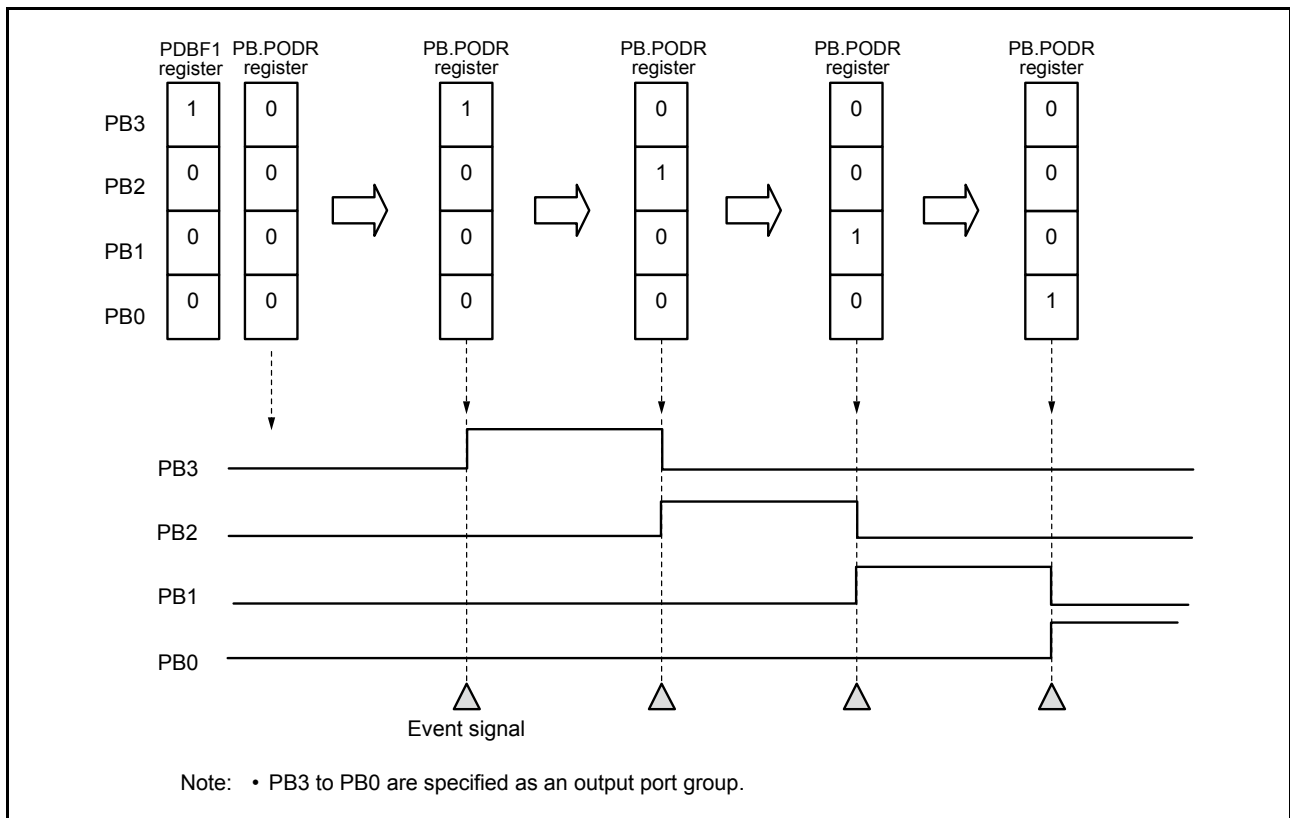 PDBF1 PB.PODR PB.PODR PB.PODR PB.PODR PB.PODR
register register register register register register
PB3 1 0 1 0 0 0
PB2 0 0 0 1 0 0
PB1 0 0 0 0 1 0
PB0 0 0 0 0 0 1
PB3
PB2
PB1
PB0
Event signal
Note: • PB3 to PB0 are specified as an output port group.